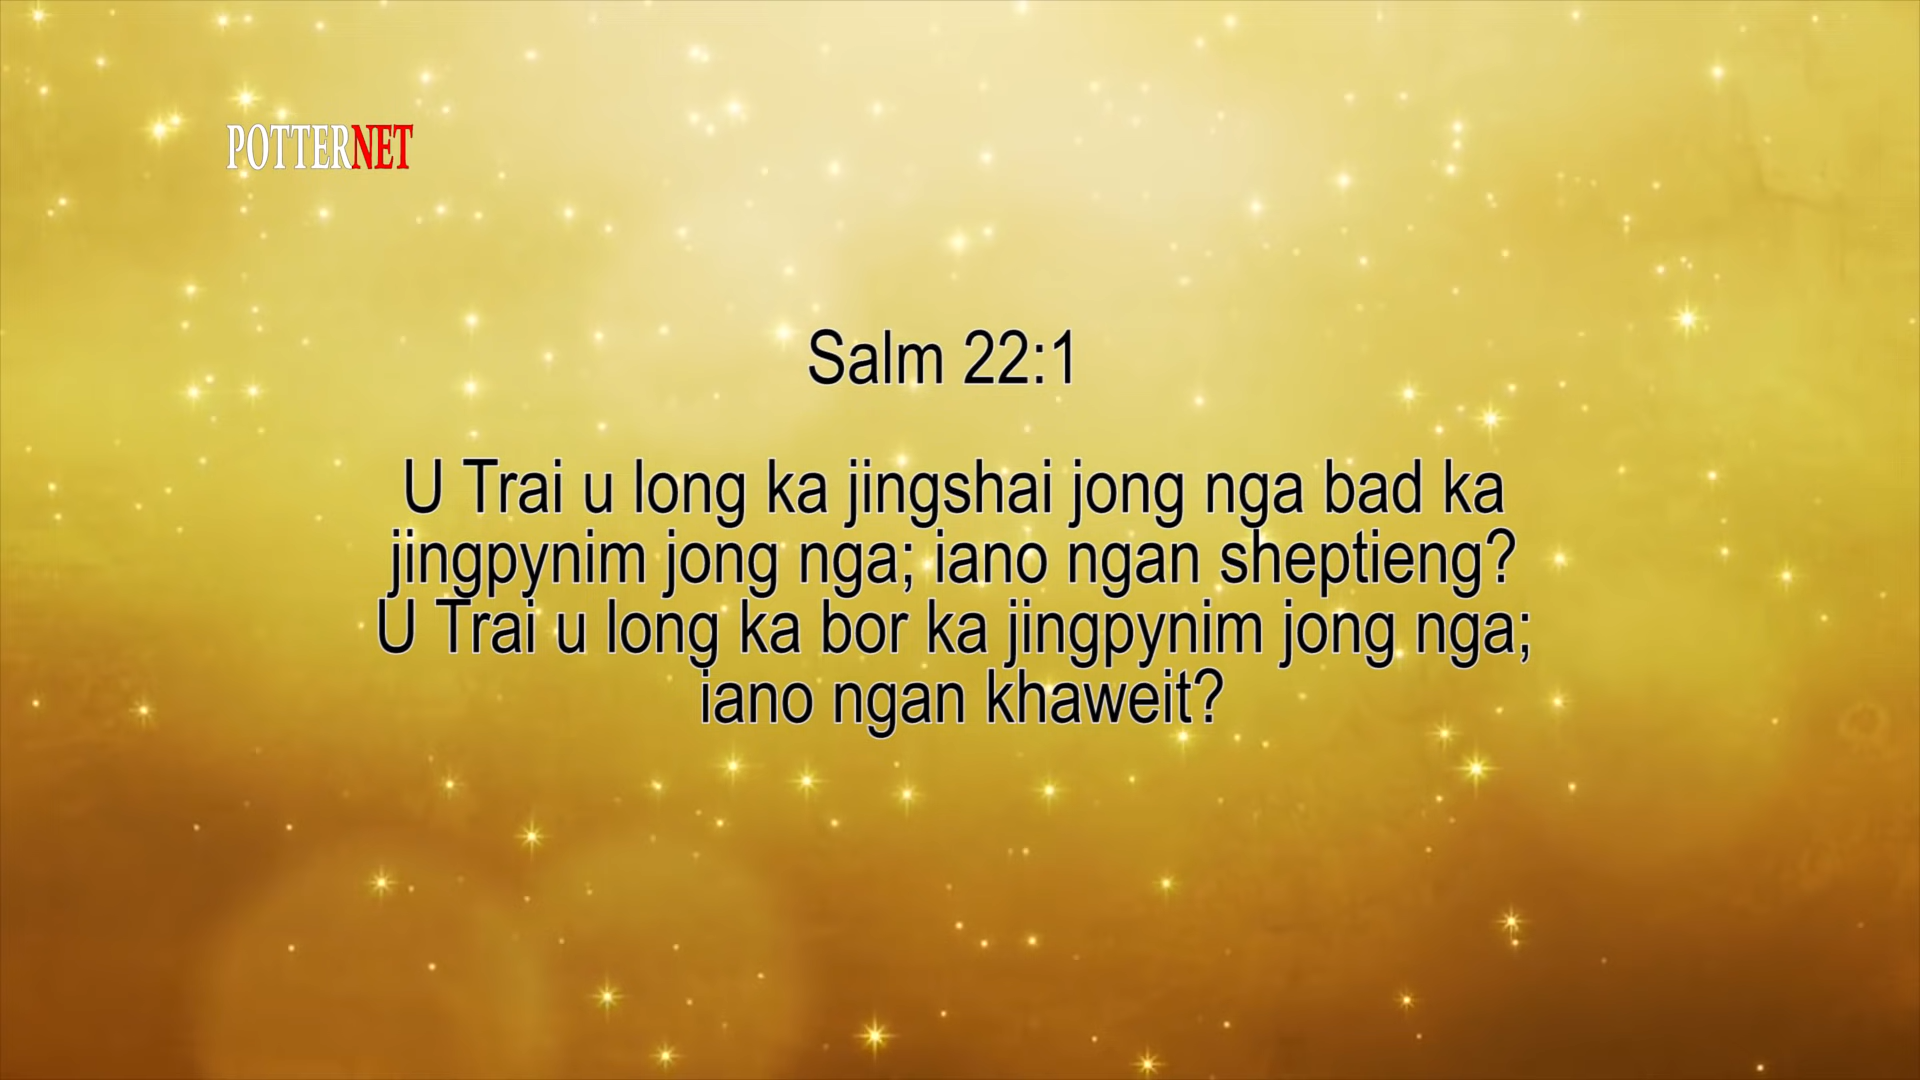 POTTERNET
Salm 22:1
U Trai u long ka jingshai jong nga bad ka
jingpynim jong nga; iano ngan sheptieng?
U Trai u long ka bor ka jingpynim jong nga;
iano ngan khaweit?